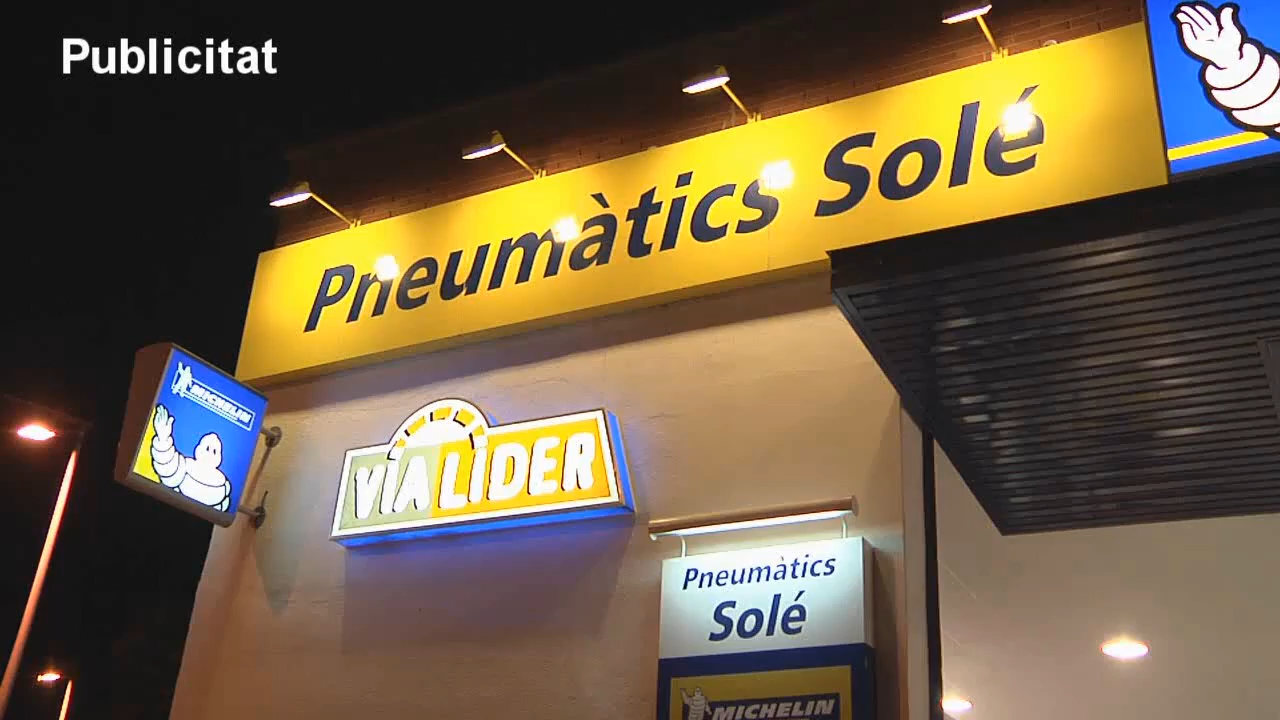 Publicitat
Pneumàtics Solé
MICHELIN
VIA LÍDER
Pneumàtics
Solé
MICHELIN